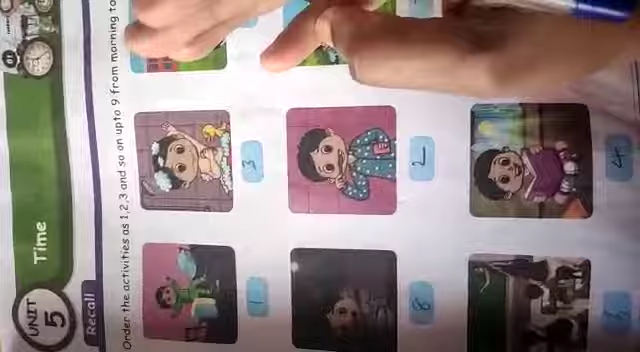 UNIT
5
Time
Recall
Order the activities as 1,2,3 and so on upto 9 from morning to
1
3
8
2
4